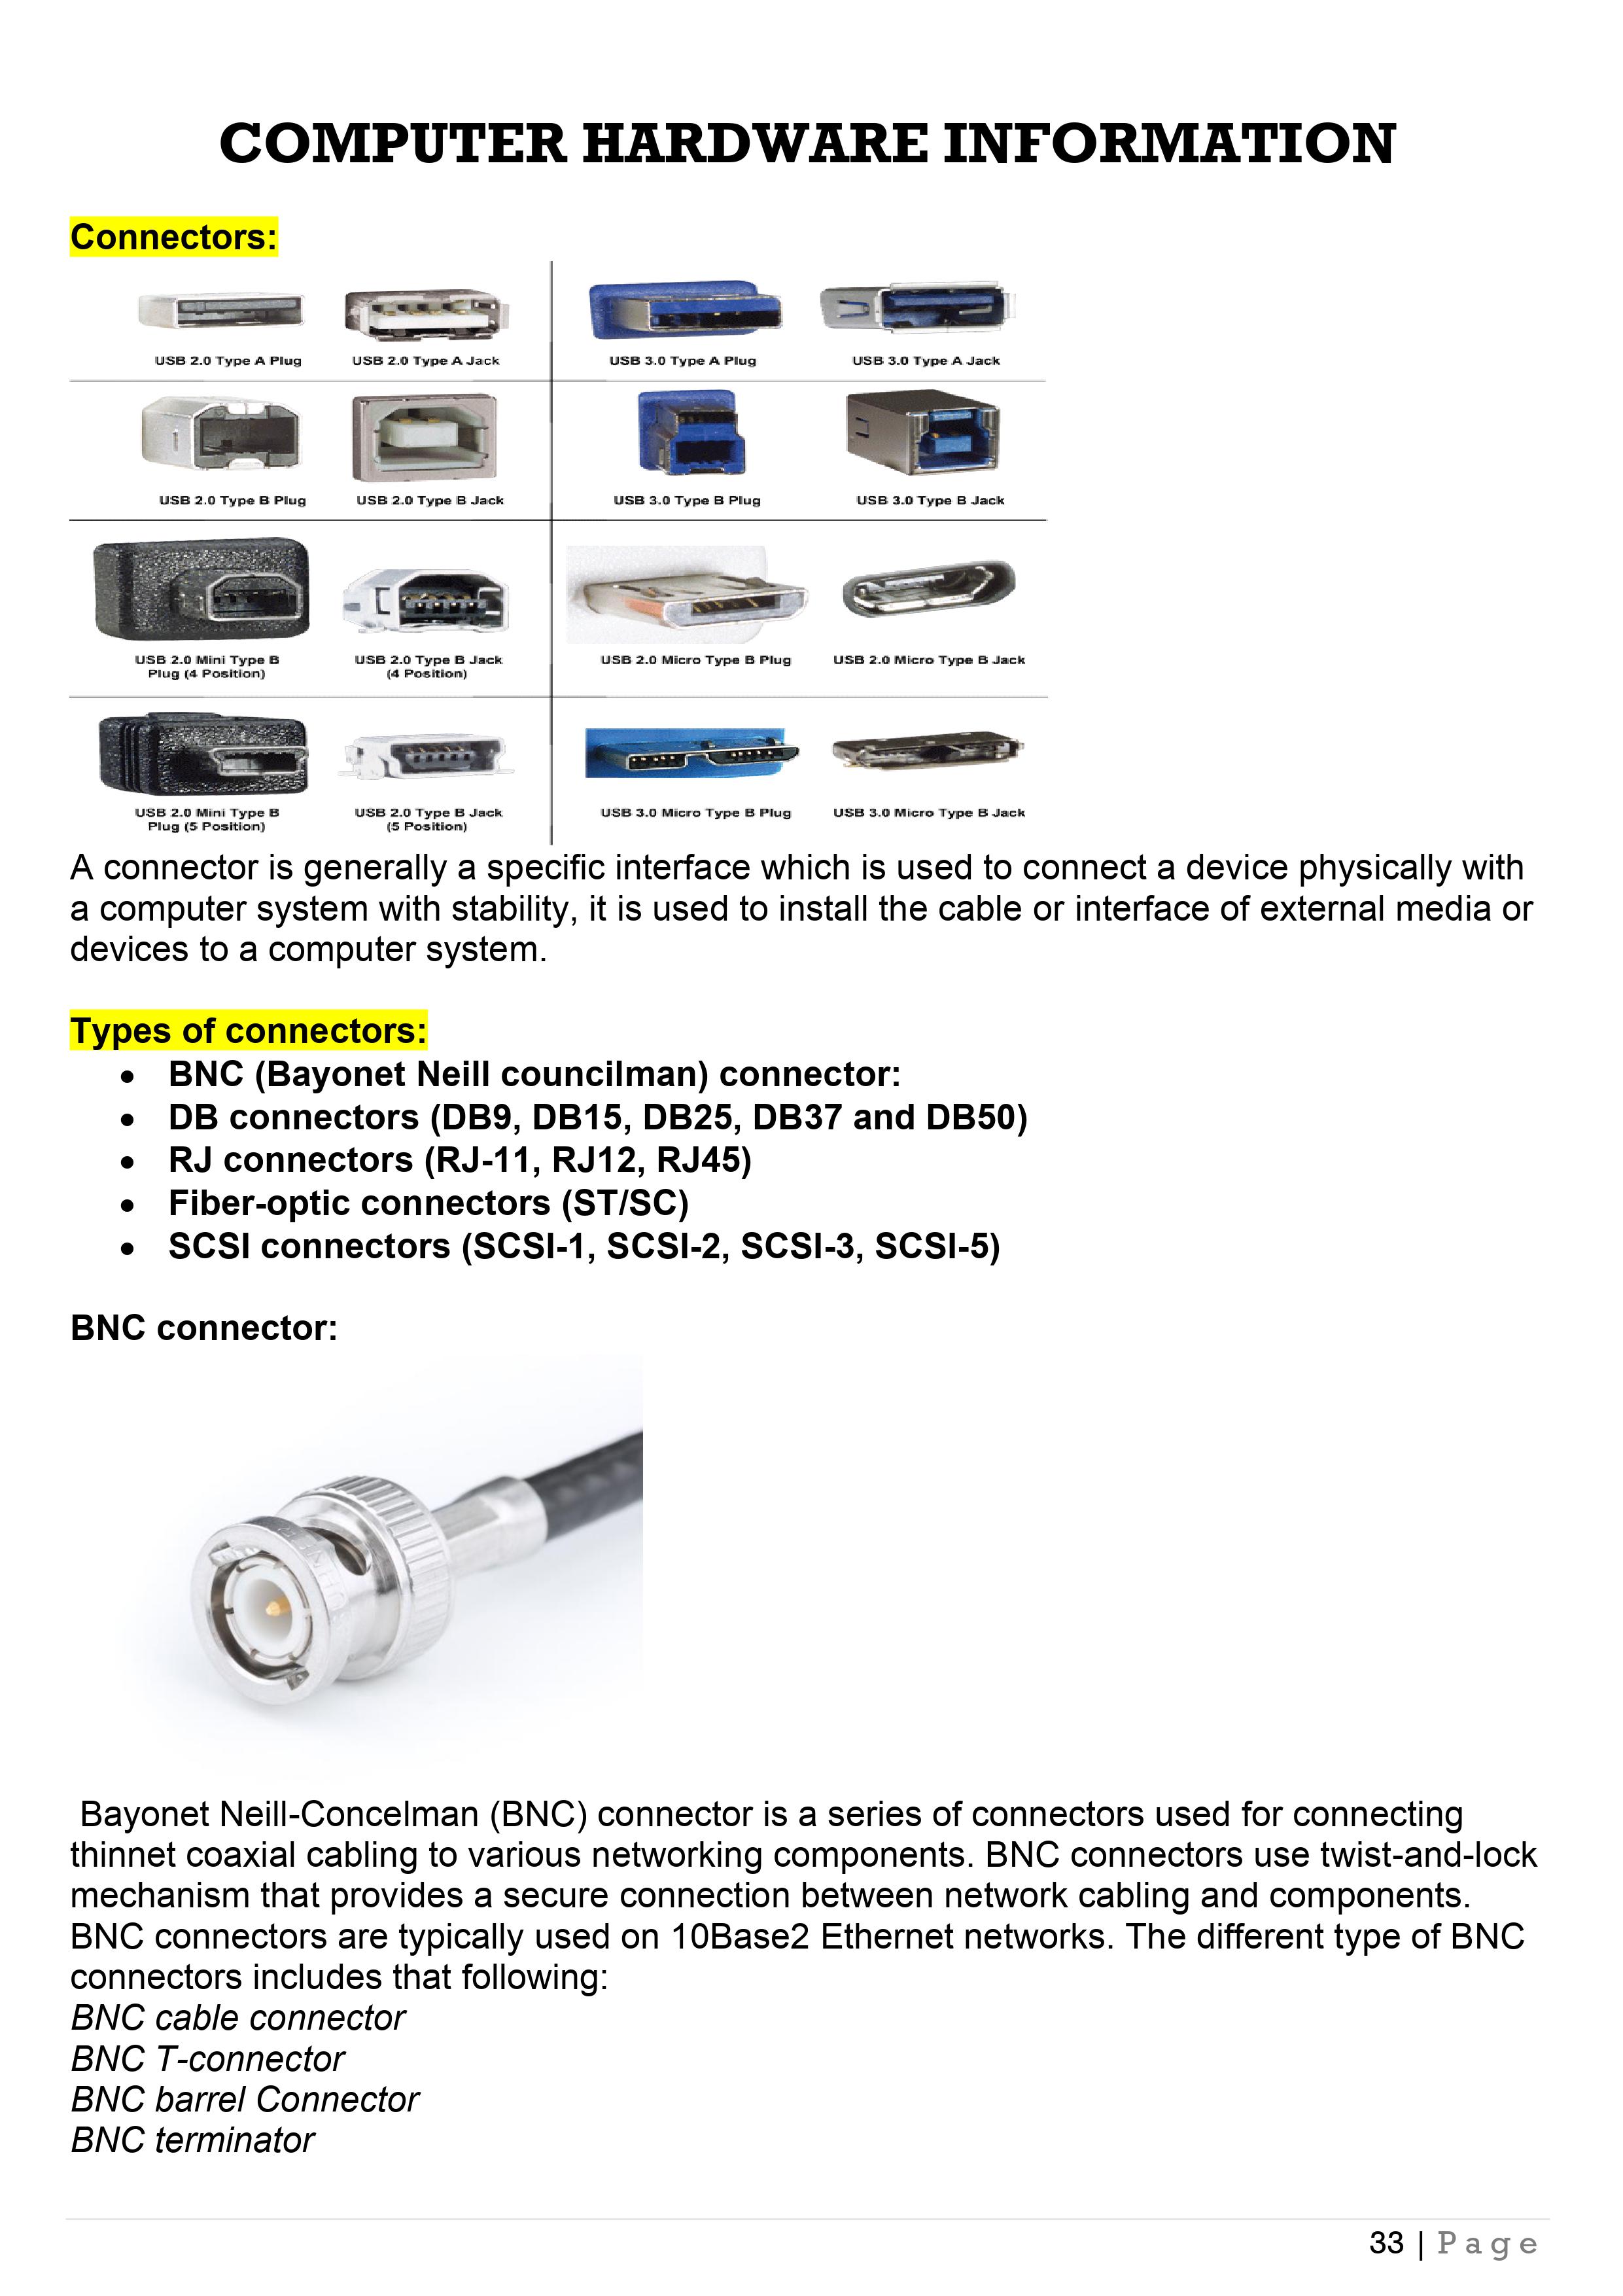 COMPUTER HARDWARE INFORMATION
Connectors:
USB 2.0 Type A Plug USB 2.0 Type A Jack USB 3.0 Type A Plug USB 3.0 Type A Jack
USB 2.0 Type B Plug USB 2.0 Type B Jack USB 3.0 Type B Plug USB 3.0 Type B Jack
USB 2.0 Mini Type B
Plug (4 Position)
USB 2.0 Type B Jack
(4 Position)
USB 2.0 Micro Type B Plug USB 2.0 Micro Type B Jack
USB 2.0 Mini Type B
Plug (5 Position)
USB 2.0 Type B Jack
(5 Position)
USB 3.0 Micro Type B Plug USB 3.0 Micro Type B Jack
A connector is generally a specific interface which is used to connect a device physically with
a computer system with stability, it is used to install the cable or interface of external media or
devices to a computer system.
Types of connectors:
• BNC (Bayonet Neill councilman) connector:
• DB connectors (DB9, DB15, DB25, DB37 and DB50)
• RJ connectors (RJ-11, RJ12, RJ45)
• Fiber-optic connectors (ST/SC)
• SCSI connectors (SCSI-1, SCSI-2, SCSI-3, SCSI-5)
BNC connector:
Bayonet Neill-Concelman (BNC) connector is a series of connectors used for connecting
thinnet coaxial cabling to various networking components. BNC connectors use twist-and-lock
mechanism that provides a secure connection between network cabling and components.
BNC connectors are typically used on 10Base2 Ethernet networks. The different type of BNC
connectors includes that following:
BNC cable connector
BNC T-connector
BNC barrel Connector
BNC terminator
33 | Page